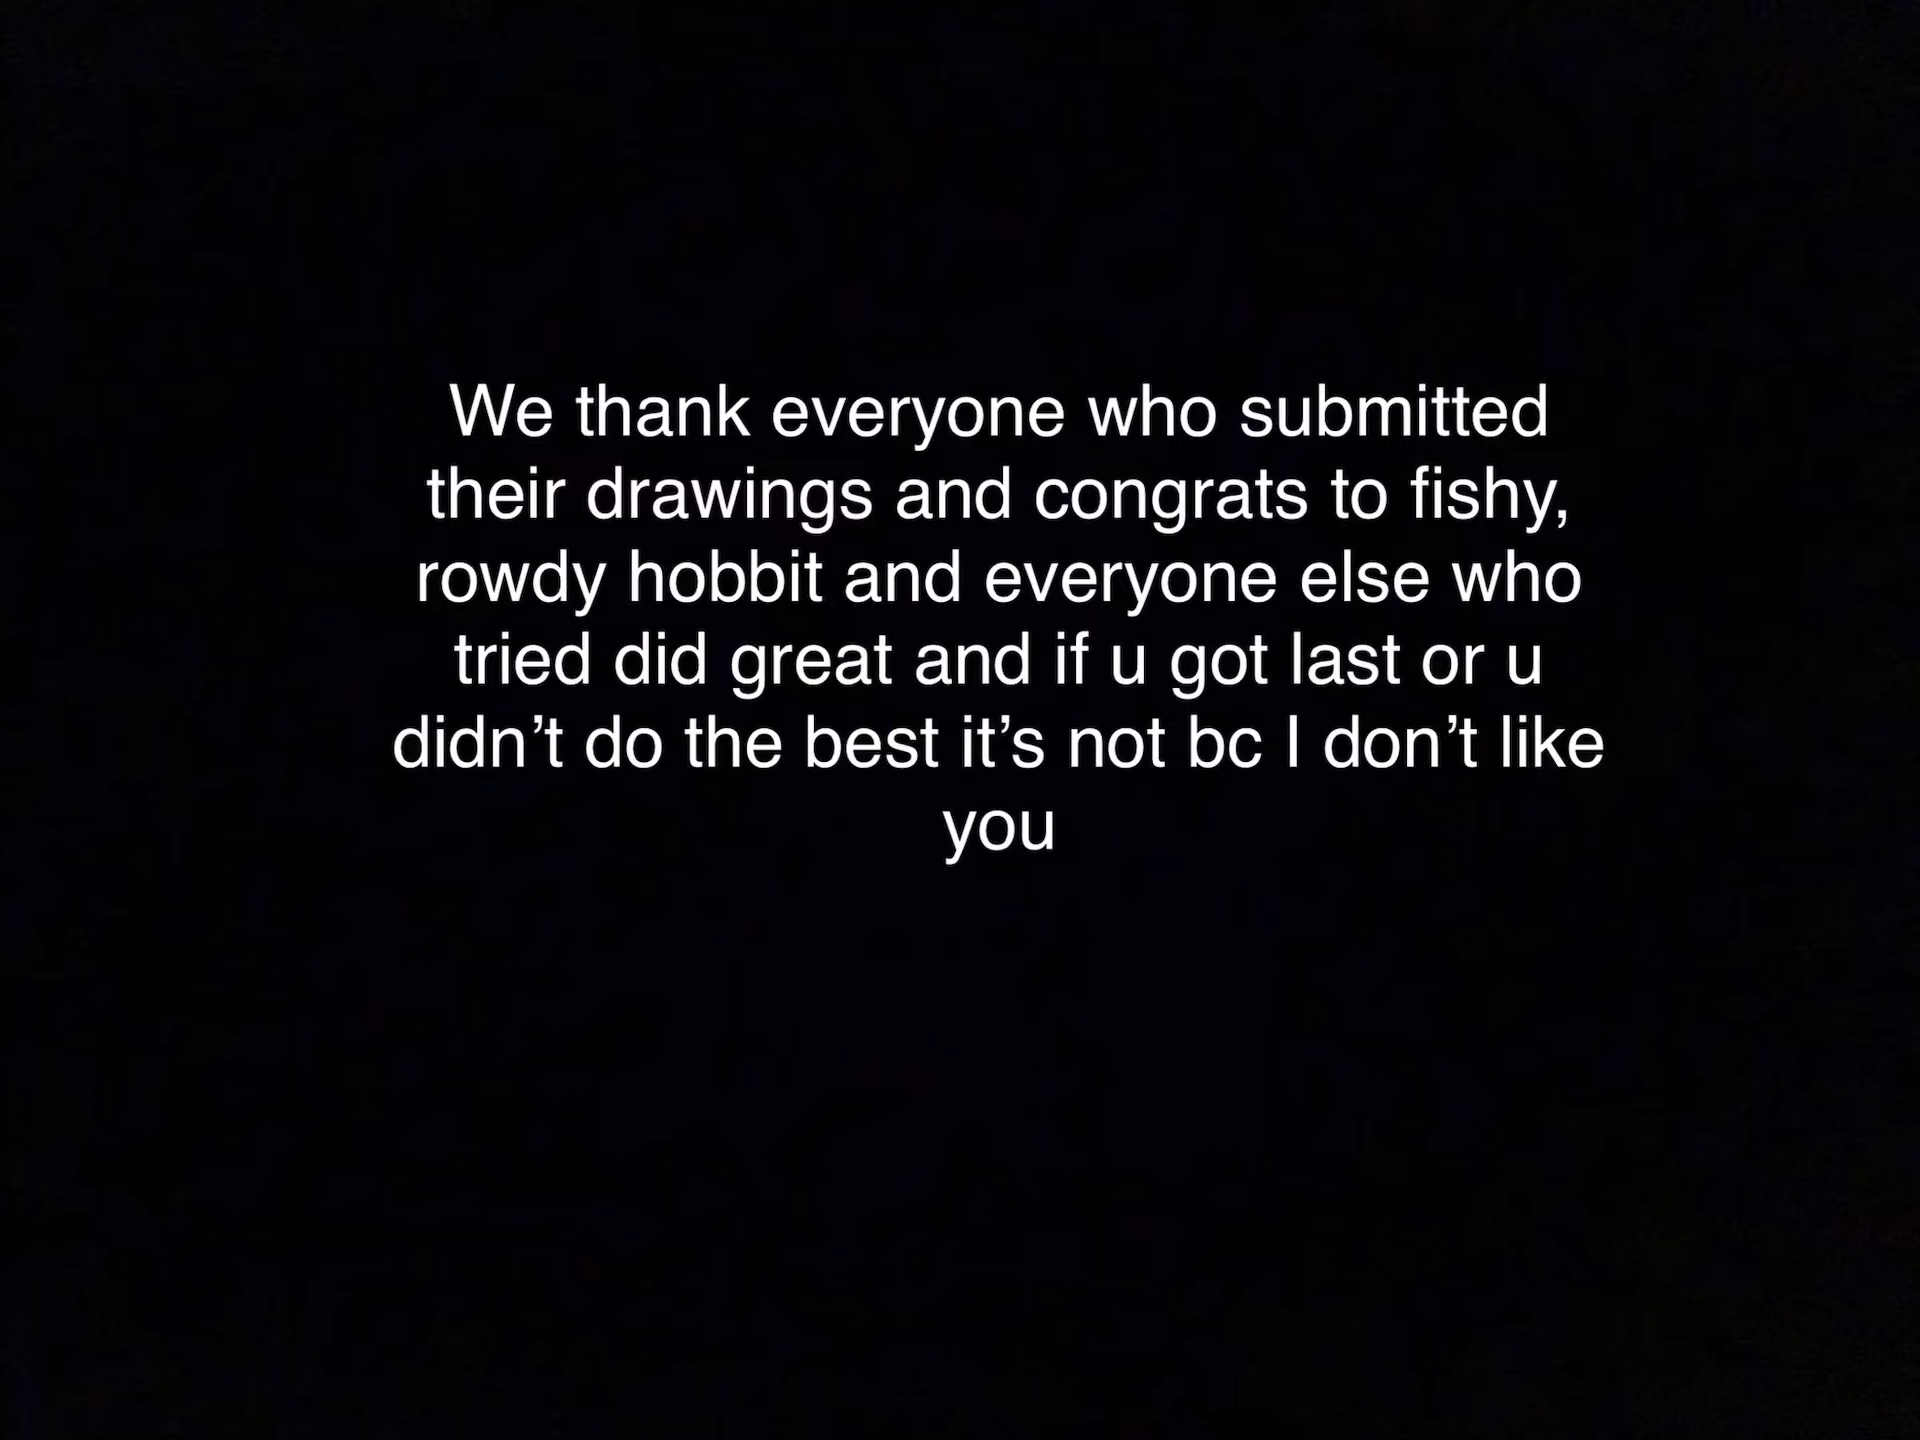 We thank everyone who submitted
their drawings and congrats to fishy,
rowdy hobbit and everyone else who
tried did great and if u got last or u
didn’t do the best it’s not bc I don’t like
you